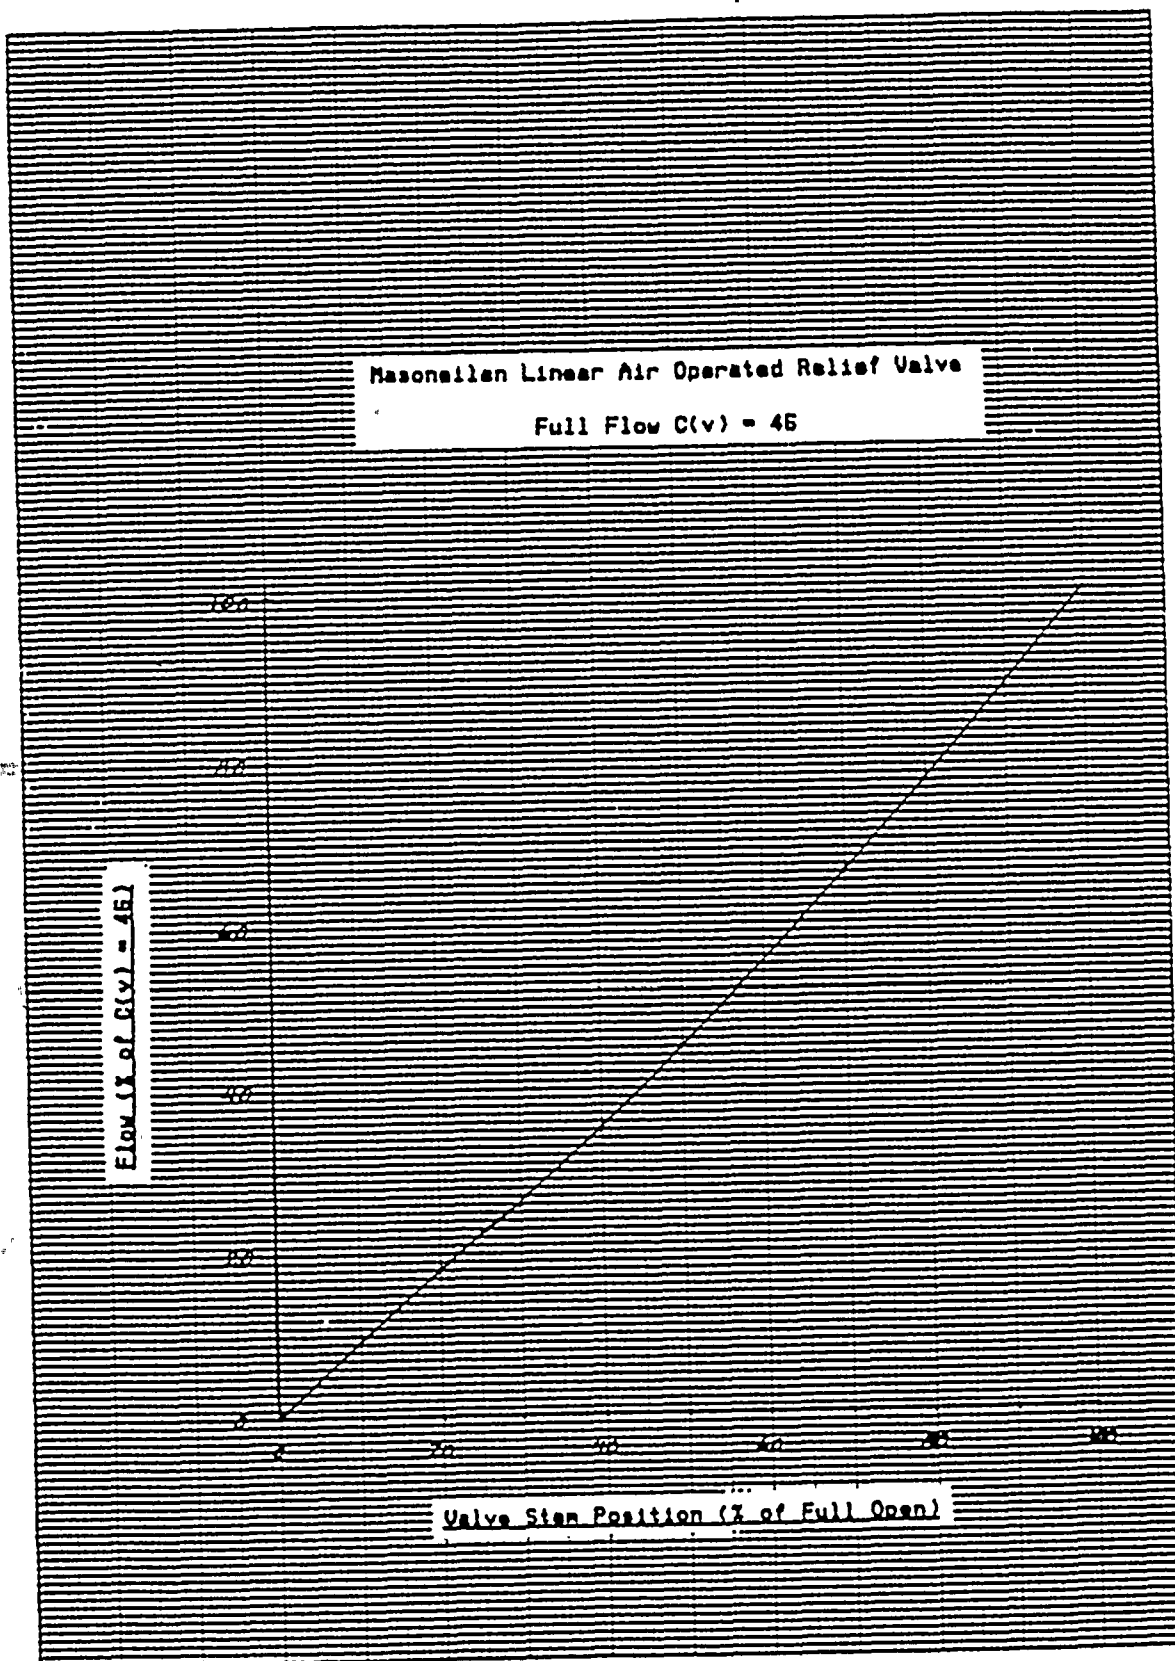 Masoneilan Linear Air Operated Relief Valve
Full Flow C(v) = 46
100
80
60
40
20
0
Flow (% of C(v) = 46)
0 20 40 60 80 100
Valve Stem Position (% of Full Open)